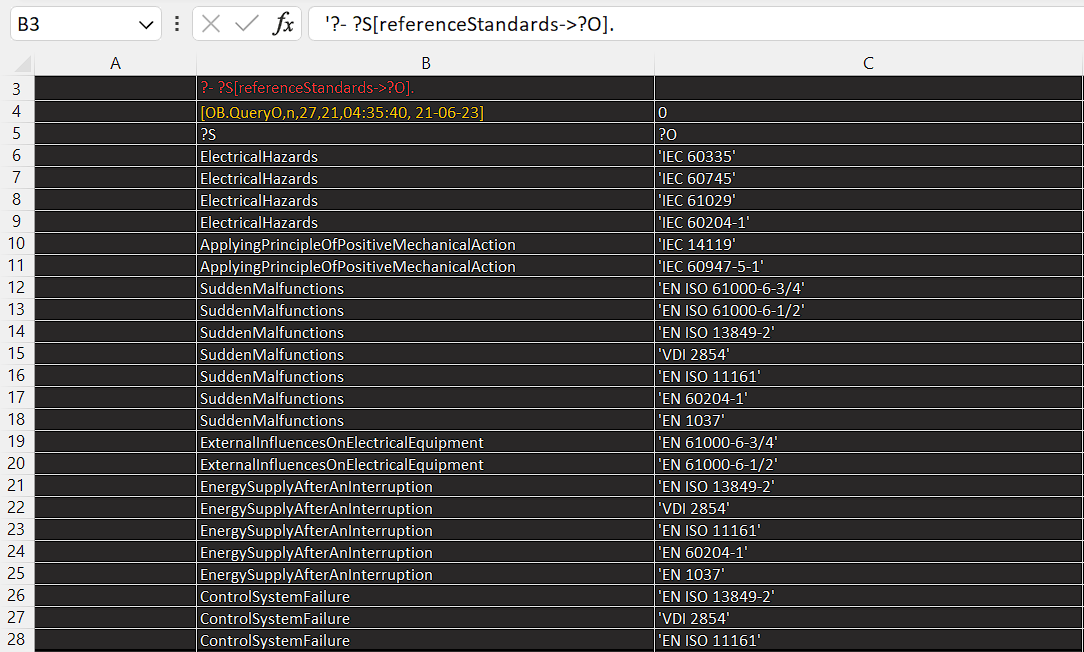 B3 fx '?- ?S[referenceStandards->?O].
A B C
3 ?- ?S[referenceStandards->?O].
4 [OB.QueryO,n,27,21,04:35:40, 21-06-23] 0
5 ?S ?O
6 ElectricalHazards 'IEC 60335'
7 ElectricalHazards 'IEC 60745'
8 ElectricalHazards 'IEC 61029'
9 ElectricalHazards 'IEC 60204-1'
10 ApplyingPrincipleOfPositiveMechanicalAction 'IEC 14119'
11 ApplyingPrincipleOfPositiveMechanicalAction 'IEC 60947-5-1'
12 SuddenMalfunctions 'EN ISO 61000-6-3/4'
13 SuddenMalfunctions 'EN ISO 61000-6-1/2'
14 SuddenMalfunctions 'EN ISO 13849-2'
15 SuddenMalfunctions 'VDI 2854'
16 SuddenMalfunctions 'EN ISO 11161'
17 SuddenMalfunctions 'EN 60204-1'
18 SuddenMalfunctions 'EN 1037'
19 ExternalInfluencesOnElectricalEquipment 'EN 61000-6-3/4'
20 ExternalInfluencesOnElectricalEquipment 'EN 61000-6-1/2'
21 EnergySupplyAfterAnInterruption 'EN ISO 13849-2'
22 EnergySupplyAfterAnInterruption 'VDI 2854'
23 EnergySupplyAfterAnInterruption 'EN ISO 11161'
24 EnergySupplyAfterAnInterruption 'EN 60204-1'
25 EnergySupplyAfterAnInterruption 'EN 1037'
26 ControlSystemFailure 'EN ISO 13849-2'
27 ControlSystemFailure 'VDI 2854'
28 ControlSystemFailure 'EN ISO 11161'